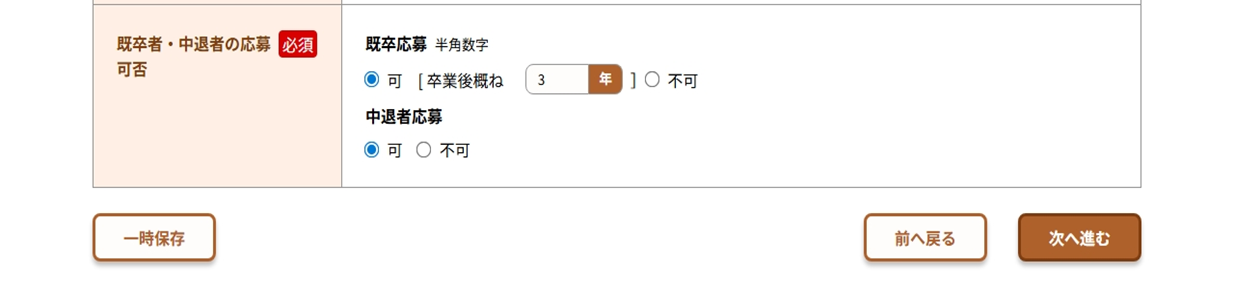 既卒者・中退者の応募 必須
可否
既卒応募 半角数字
可 [ 卒業後概ね 3 年 ] 不可
中退者応募
可 不可
一時保存 前へ戻る 次へ進む